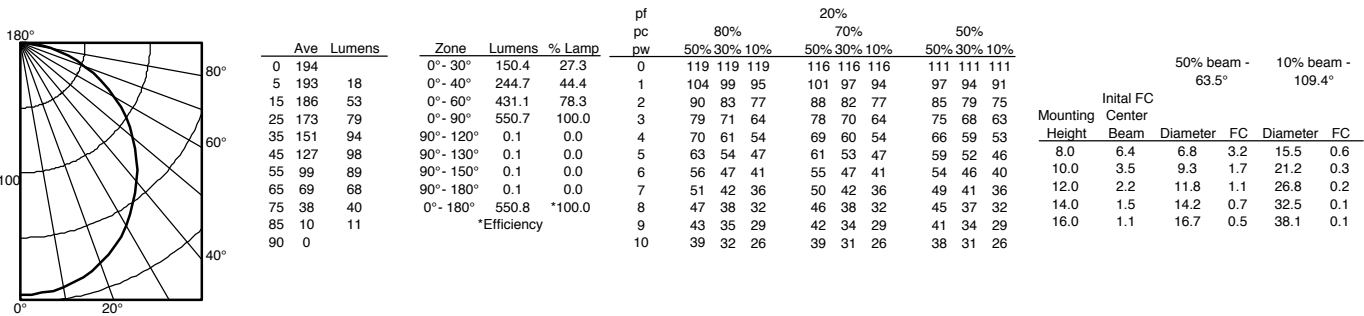 180°
80°
60°
100
40°
0° 20°
Ave Lumens
0 194
5 193 18
15 186 53
25 173 79
35 151 94
45 127 98
55 99 89
65 69 68
75 38 40
85 10 11
90 0
Zone Lumens % Lamp
0°- 30° 150.4 27.3
0°- 40° 244.7 44.4
0°- 60° 431.1 78.3
0°- 90° 550.7 100.0
90°- 120° 0.1 0.0
90°- 130° 0.1 0.0
90°- 150° 0.1 0.0
90°- 180° 0.1 0.0
0°- 180° 550.8 *100.0
*Efficiency
pf 20%
pc 80% 70% 50%
pw 50% 30% 10% 50% 30% 10% 50% 30% 10%
0 119 119 119 116 116 116 111 111 111
1 104 99 95 101 97 94 97 94 91
2 90 83 77 88 82 77 85 79 75
3 79 71 64 78 70 64 75 68 63
4 70 61 54 69 60 54 66 59 53
5 63 54 47 61 53 47 59 52 46
6 56 47 41 55 47 41 54 46 40
7 51 42 36 50 42 36 49 41 36
8 47 38 32 46 38 32 45 37 32
9 43 35 29 42 34 29 41 34 29
10 39 32 26 39 31 26 38 31 26
50% beam - 10% beam -
63.5° 109.4°
Inital FC
Mounting Center
Height Beam Diameter FC Diameter FC
8.0 6.4 6.8 3.2 15.5 0.6
10.0 3.5 9.3 1.7 21.2 0.3
12.0 2.2 11.8 1.1 26.8 0.2
14.0 1.5 14.2 0.7 32.5 0.1
16.0 1.1 16.7 0.5 38.1 0.1